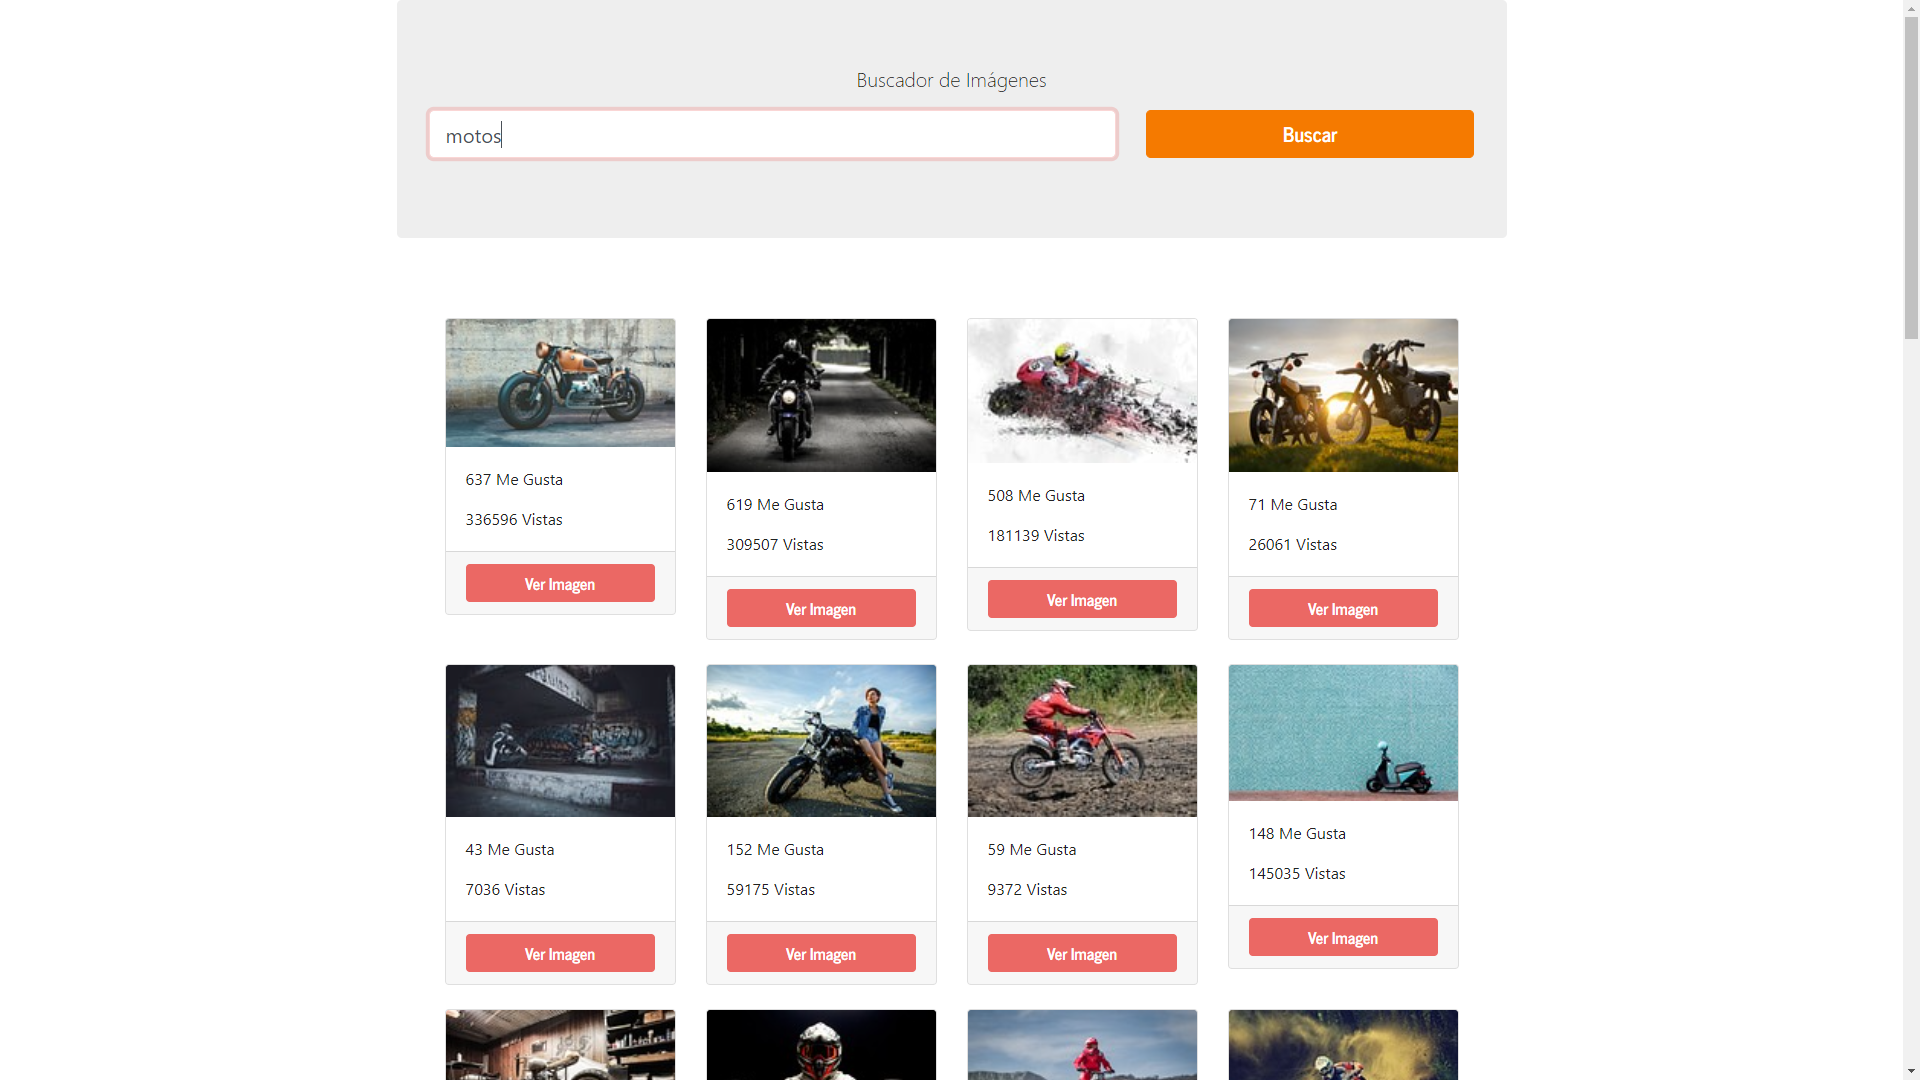 Buscador de Imágenes
motos
Buscar
637 Me Gusta
336596 Vistas
Ver Imagen
619 Me Gusta
309507 Vistas
Ver Imagen
508 Me Gusta
181139 Vistas
Ver Imagen
71 Me Gusta
26061 Vistas
Ver Imagen
43 Me Gusta
7036 Vistas
Ver Imagen
152 Me Gusta
59175 Vistas
Ver Imagen
59 Me Gusta
9372 Vistas
Ver Imagen
148 Me Gusta
145035 Vistas
Ver Imagen